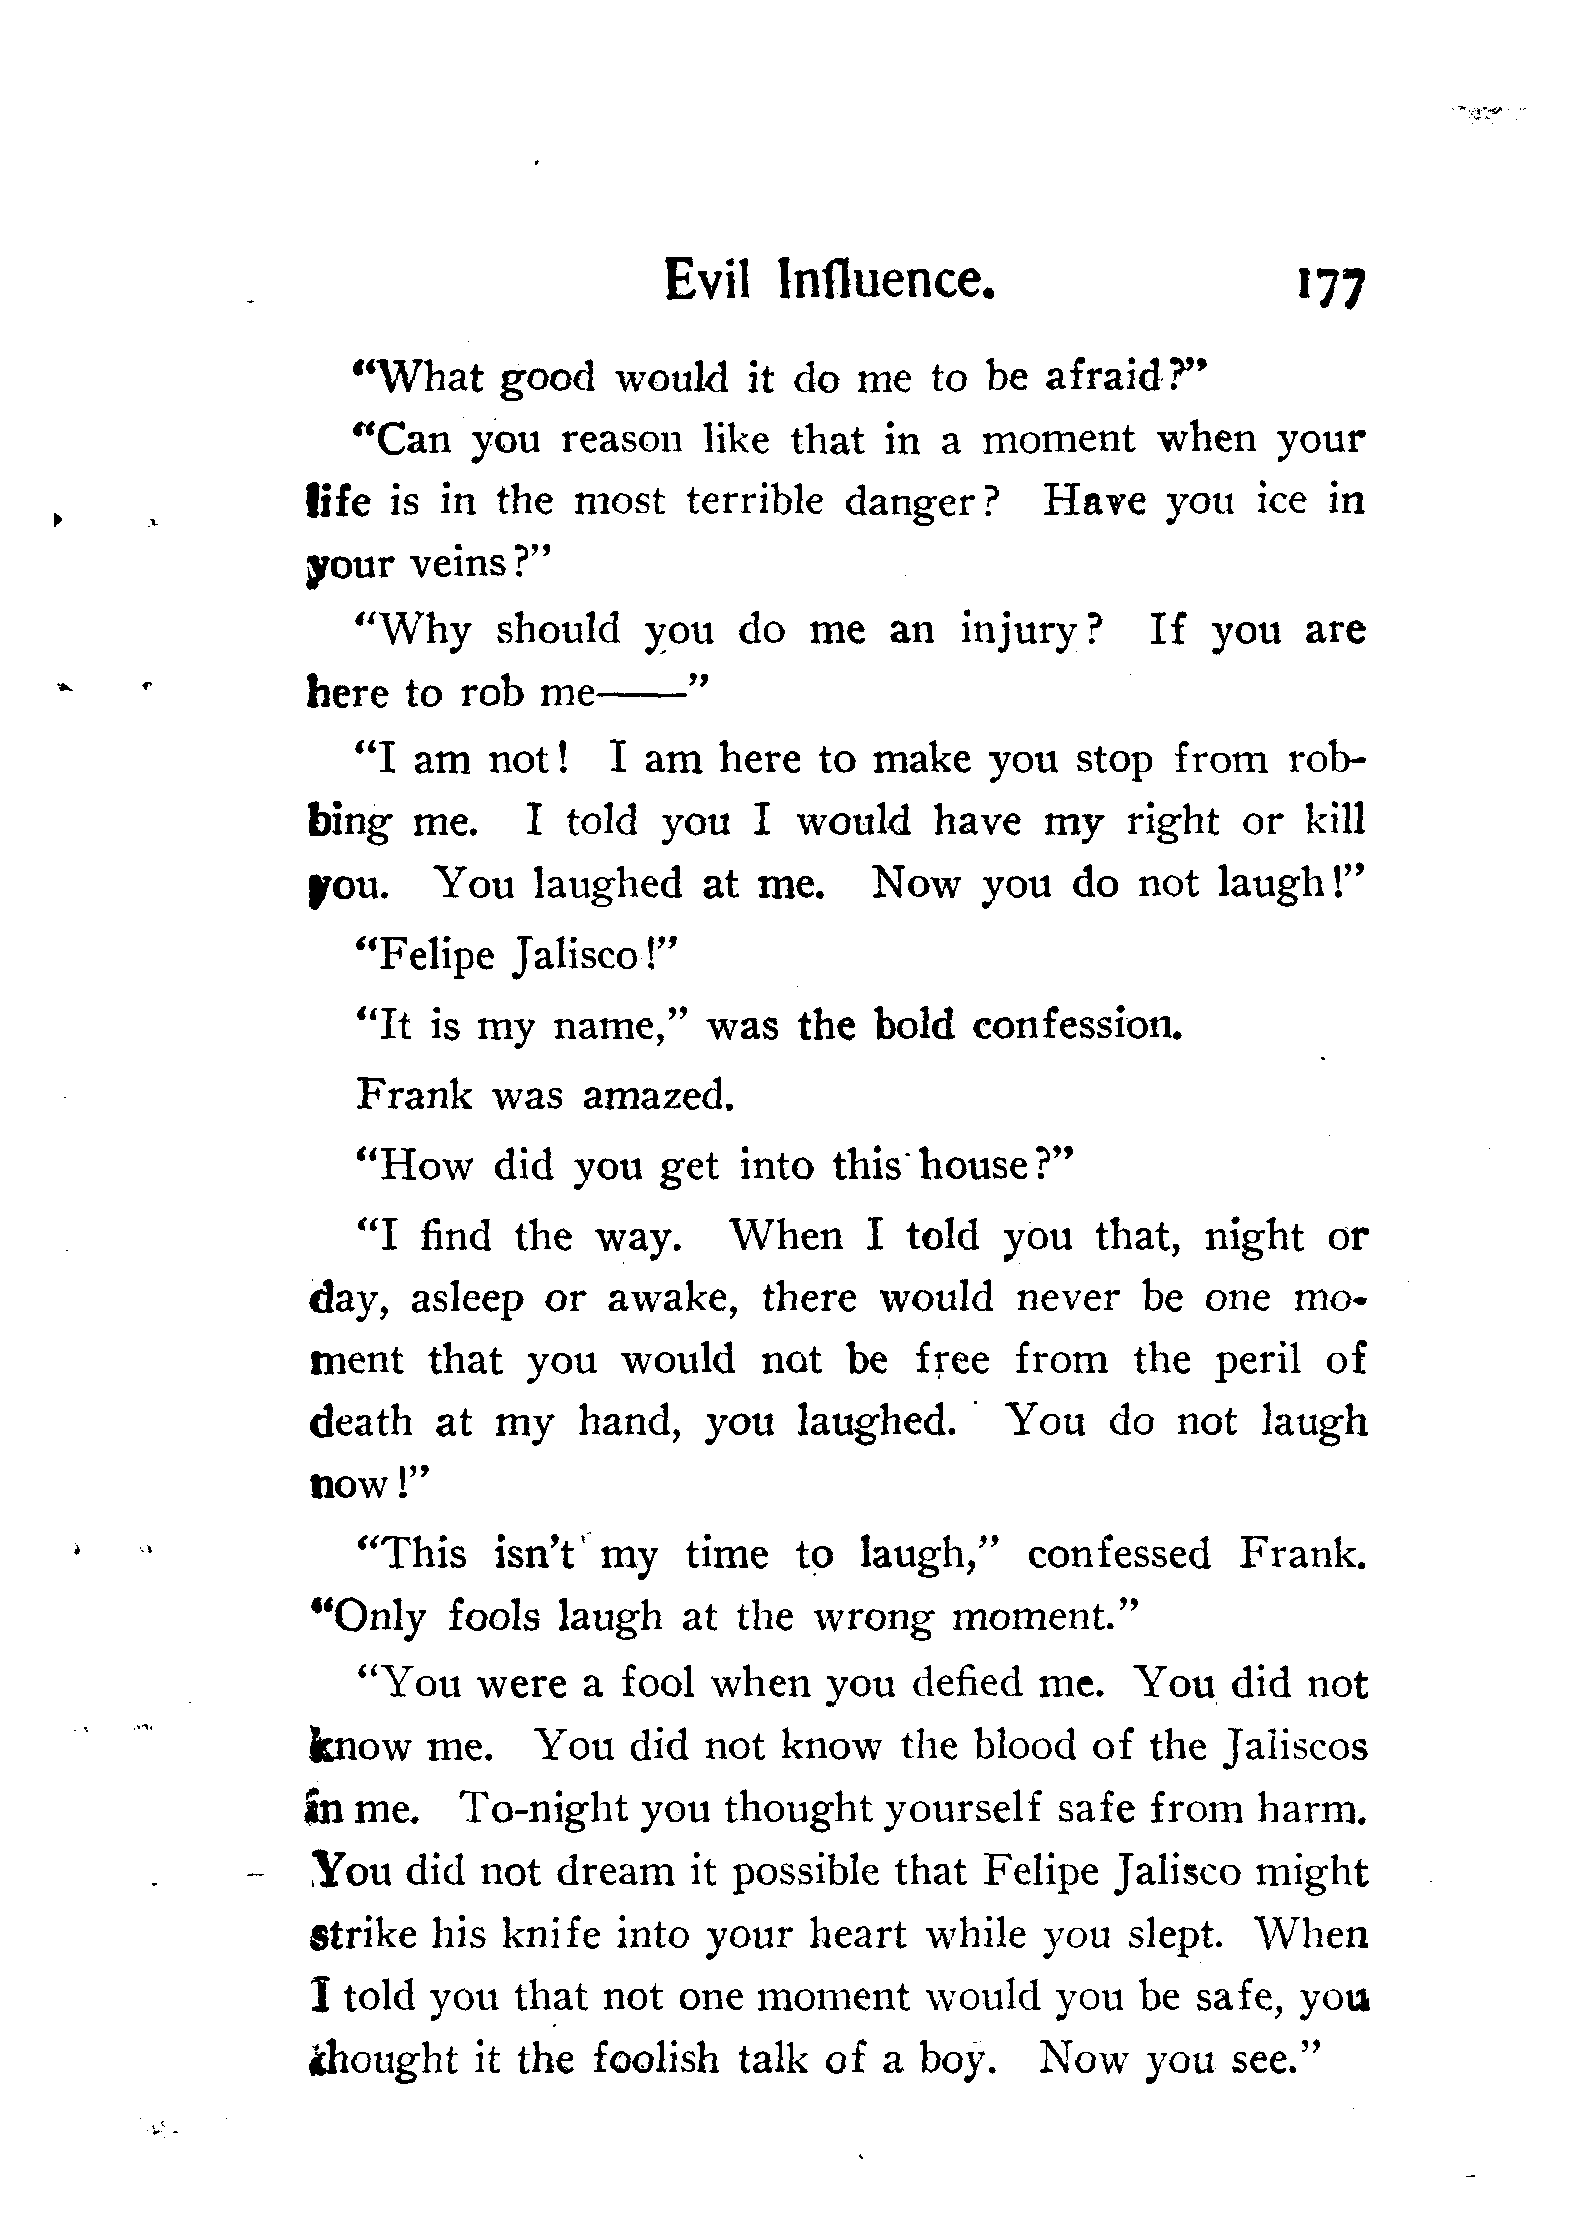 Evil Influence. 177
“What good would it do me to be afraid?”
“Can you reason like that in a moment when your
life is in the most terrible danger? Have you ice in
your veins?”
“Why should you do me an injury? If you are
here to rob me——”
“I am not! I am here to make you stop from rob-
bing me. I told you I would have my right or kill
you. You laughed at me. Now you do not laugh!”
“Felipe Jalisco!”
“It is my name,” was the bold confession.
Frank was amazed.
“How did you get into this house?”
“I find the way. When I told you that, night or
day, asleep or awake, there would never be one mo-
ment that you would not be free from the peril of
death at my hand, you laughed. You do not laugh
now!”
“This isn’t my time to laugh,” confessed Frank.
“Only fools laugh at the wrong moment.”
“You were a fool when you defied me. You did not
know me. You did not know the blood of the Jaliscos
in me. To-night you thought yourself safe from harm.
You did not dream it possible that Felipe Jalisco might
strike his knife into your heart while you slept. When
I told you that not one moment would you be safe, you
thought it the foolish talk of a boy. Now you see.”